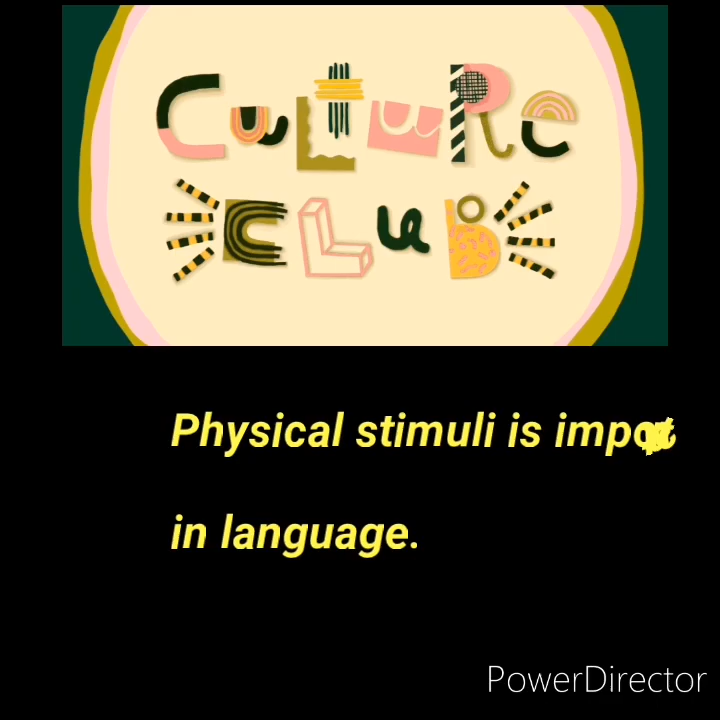 CuLtuRe
CLub
Physical stimuli is
in language.
PowerDirector